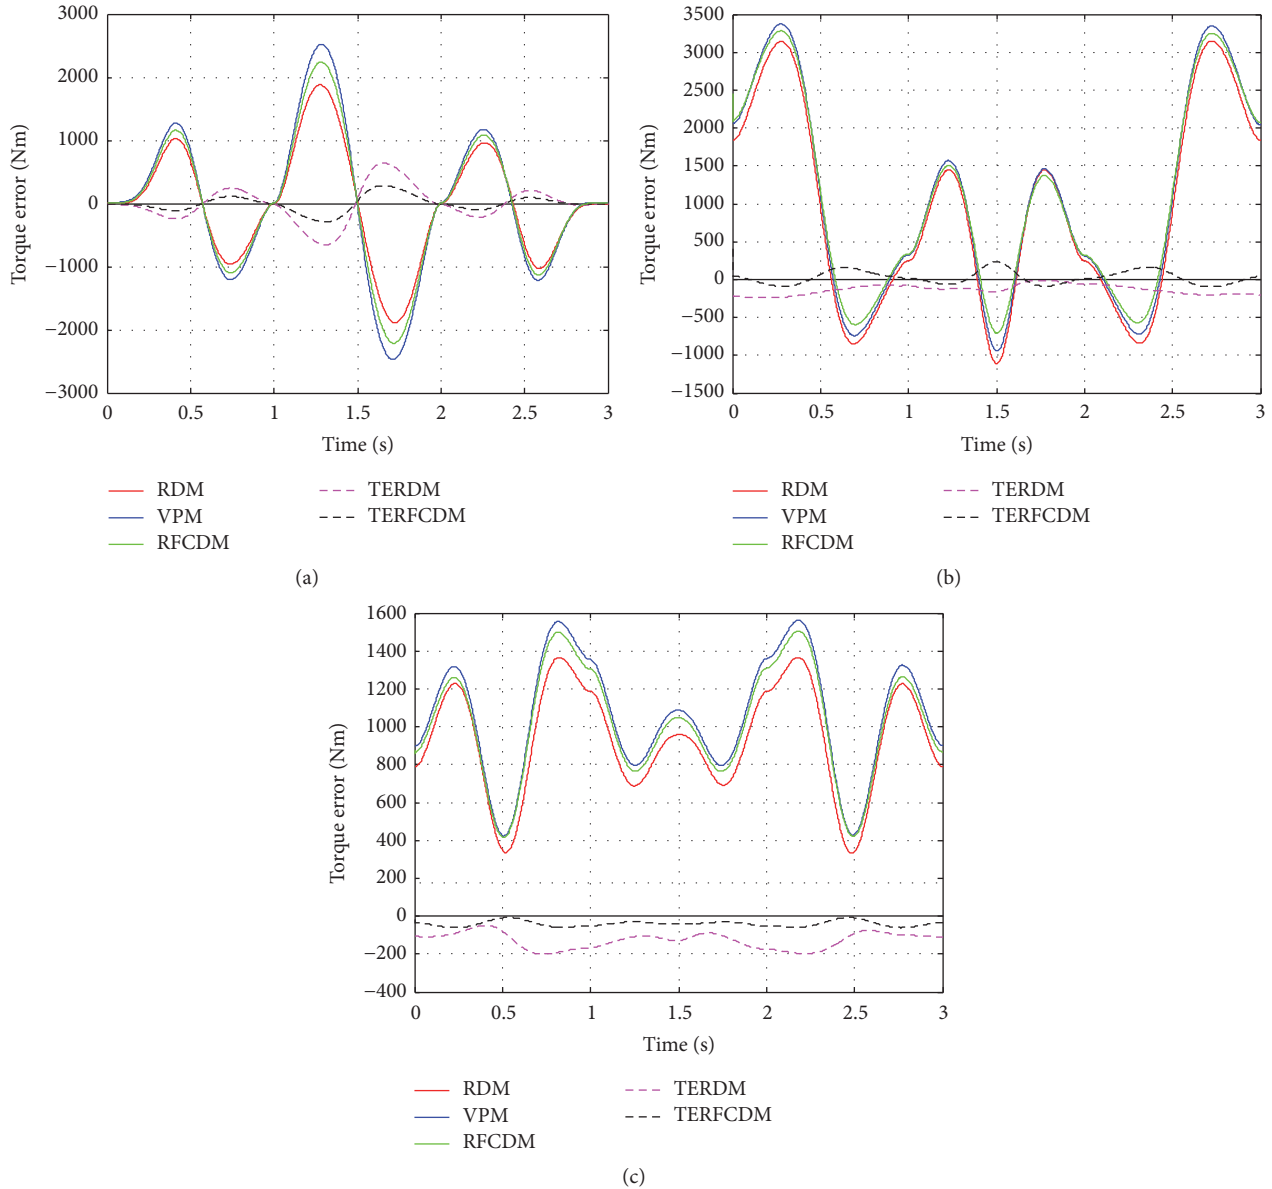 3000
2000
1000
0
−1000
−2000
−3000
Torque error (Nm)
0 0.5 1 1.5 2 2.5 3
Time (s)
RDM
VPM
RFCDM
TERDM
TERFCDM
(a)
3500
3000
2500
2000
1500
1000
500
0
−500
−1000
−1500
Torque error (Nm)
0 0.5 1 1.5 2 2.5 3
Time (s)
RDM
VPM
RFCDM
TERDM
TERFCDM
(b)
1600
1400
1200
1000
800
600
400
200
0
−200
−400
Torque error (Nm)
0 0.5 1 1.5 2 2.5 3
Time (s)
RDM
VPM
RFCDM
TERDM
TERFCDM
(c)